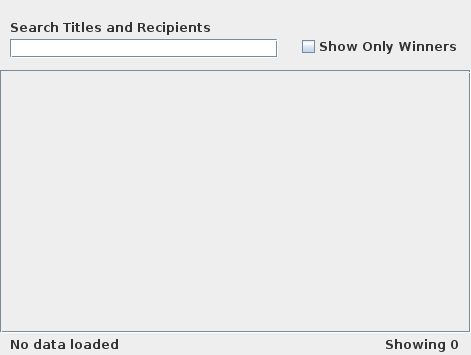 Search Titles and Recipients
Show Only Winners
No data loaded
Showing 0